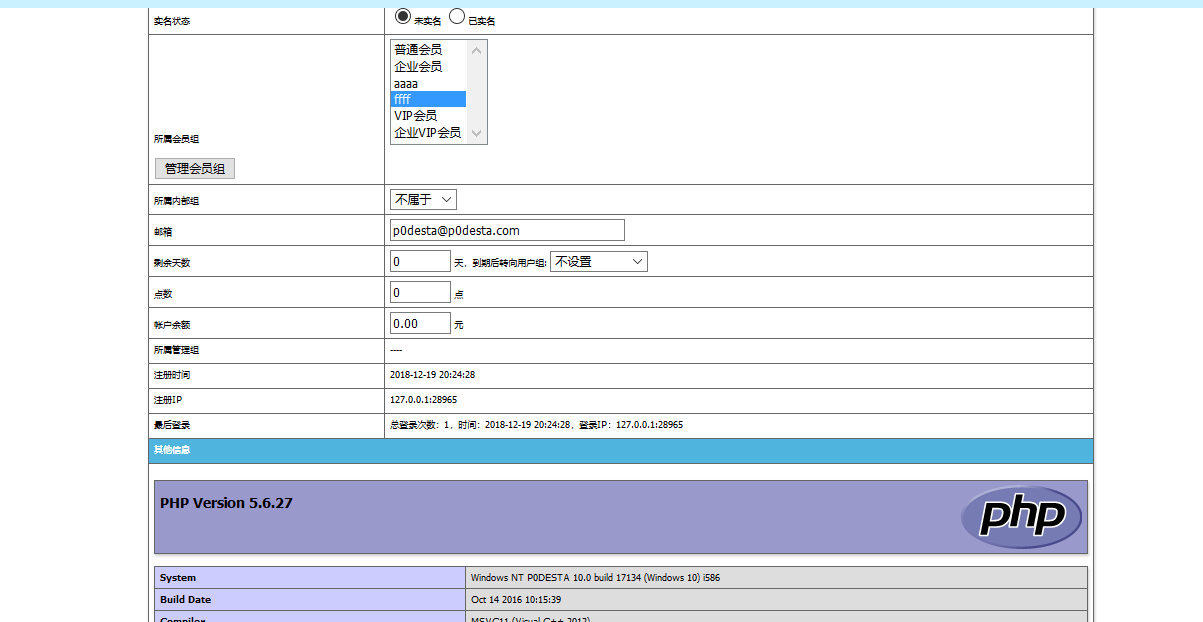 实名状态 未实名 已实名
普通会员
企业会员
aaaa
ffff
VIP会员
企业VIP会员
所属会员组
管理会员组
所属内部组 不属于
邮箱 p0desta@p0desta.com
剩余天数 0 天，到期后转向用户组: 不设置
点数 0 点
帐户余额 0.00 元
所属管理组 ----
注册时间 2018-12-19 20:24:28
注册IP 127.0.0.1:28965
最后登录 总登录次数：1，时间：2018-12-19 20:24:28，登录IP：127.0.0.1:28965
其他信息
PHP Version 5.6.27 php
System Windows NT P0DESTA 10.0 build 17134 (Windows 10) i586
Build Date Oct 14 2016 10:15:39
Compiler MSVC11 (Visual C++ 2012)